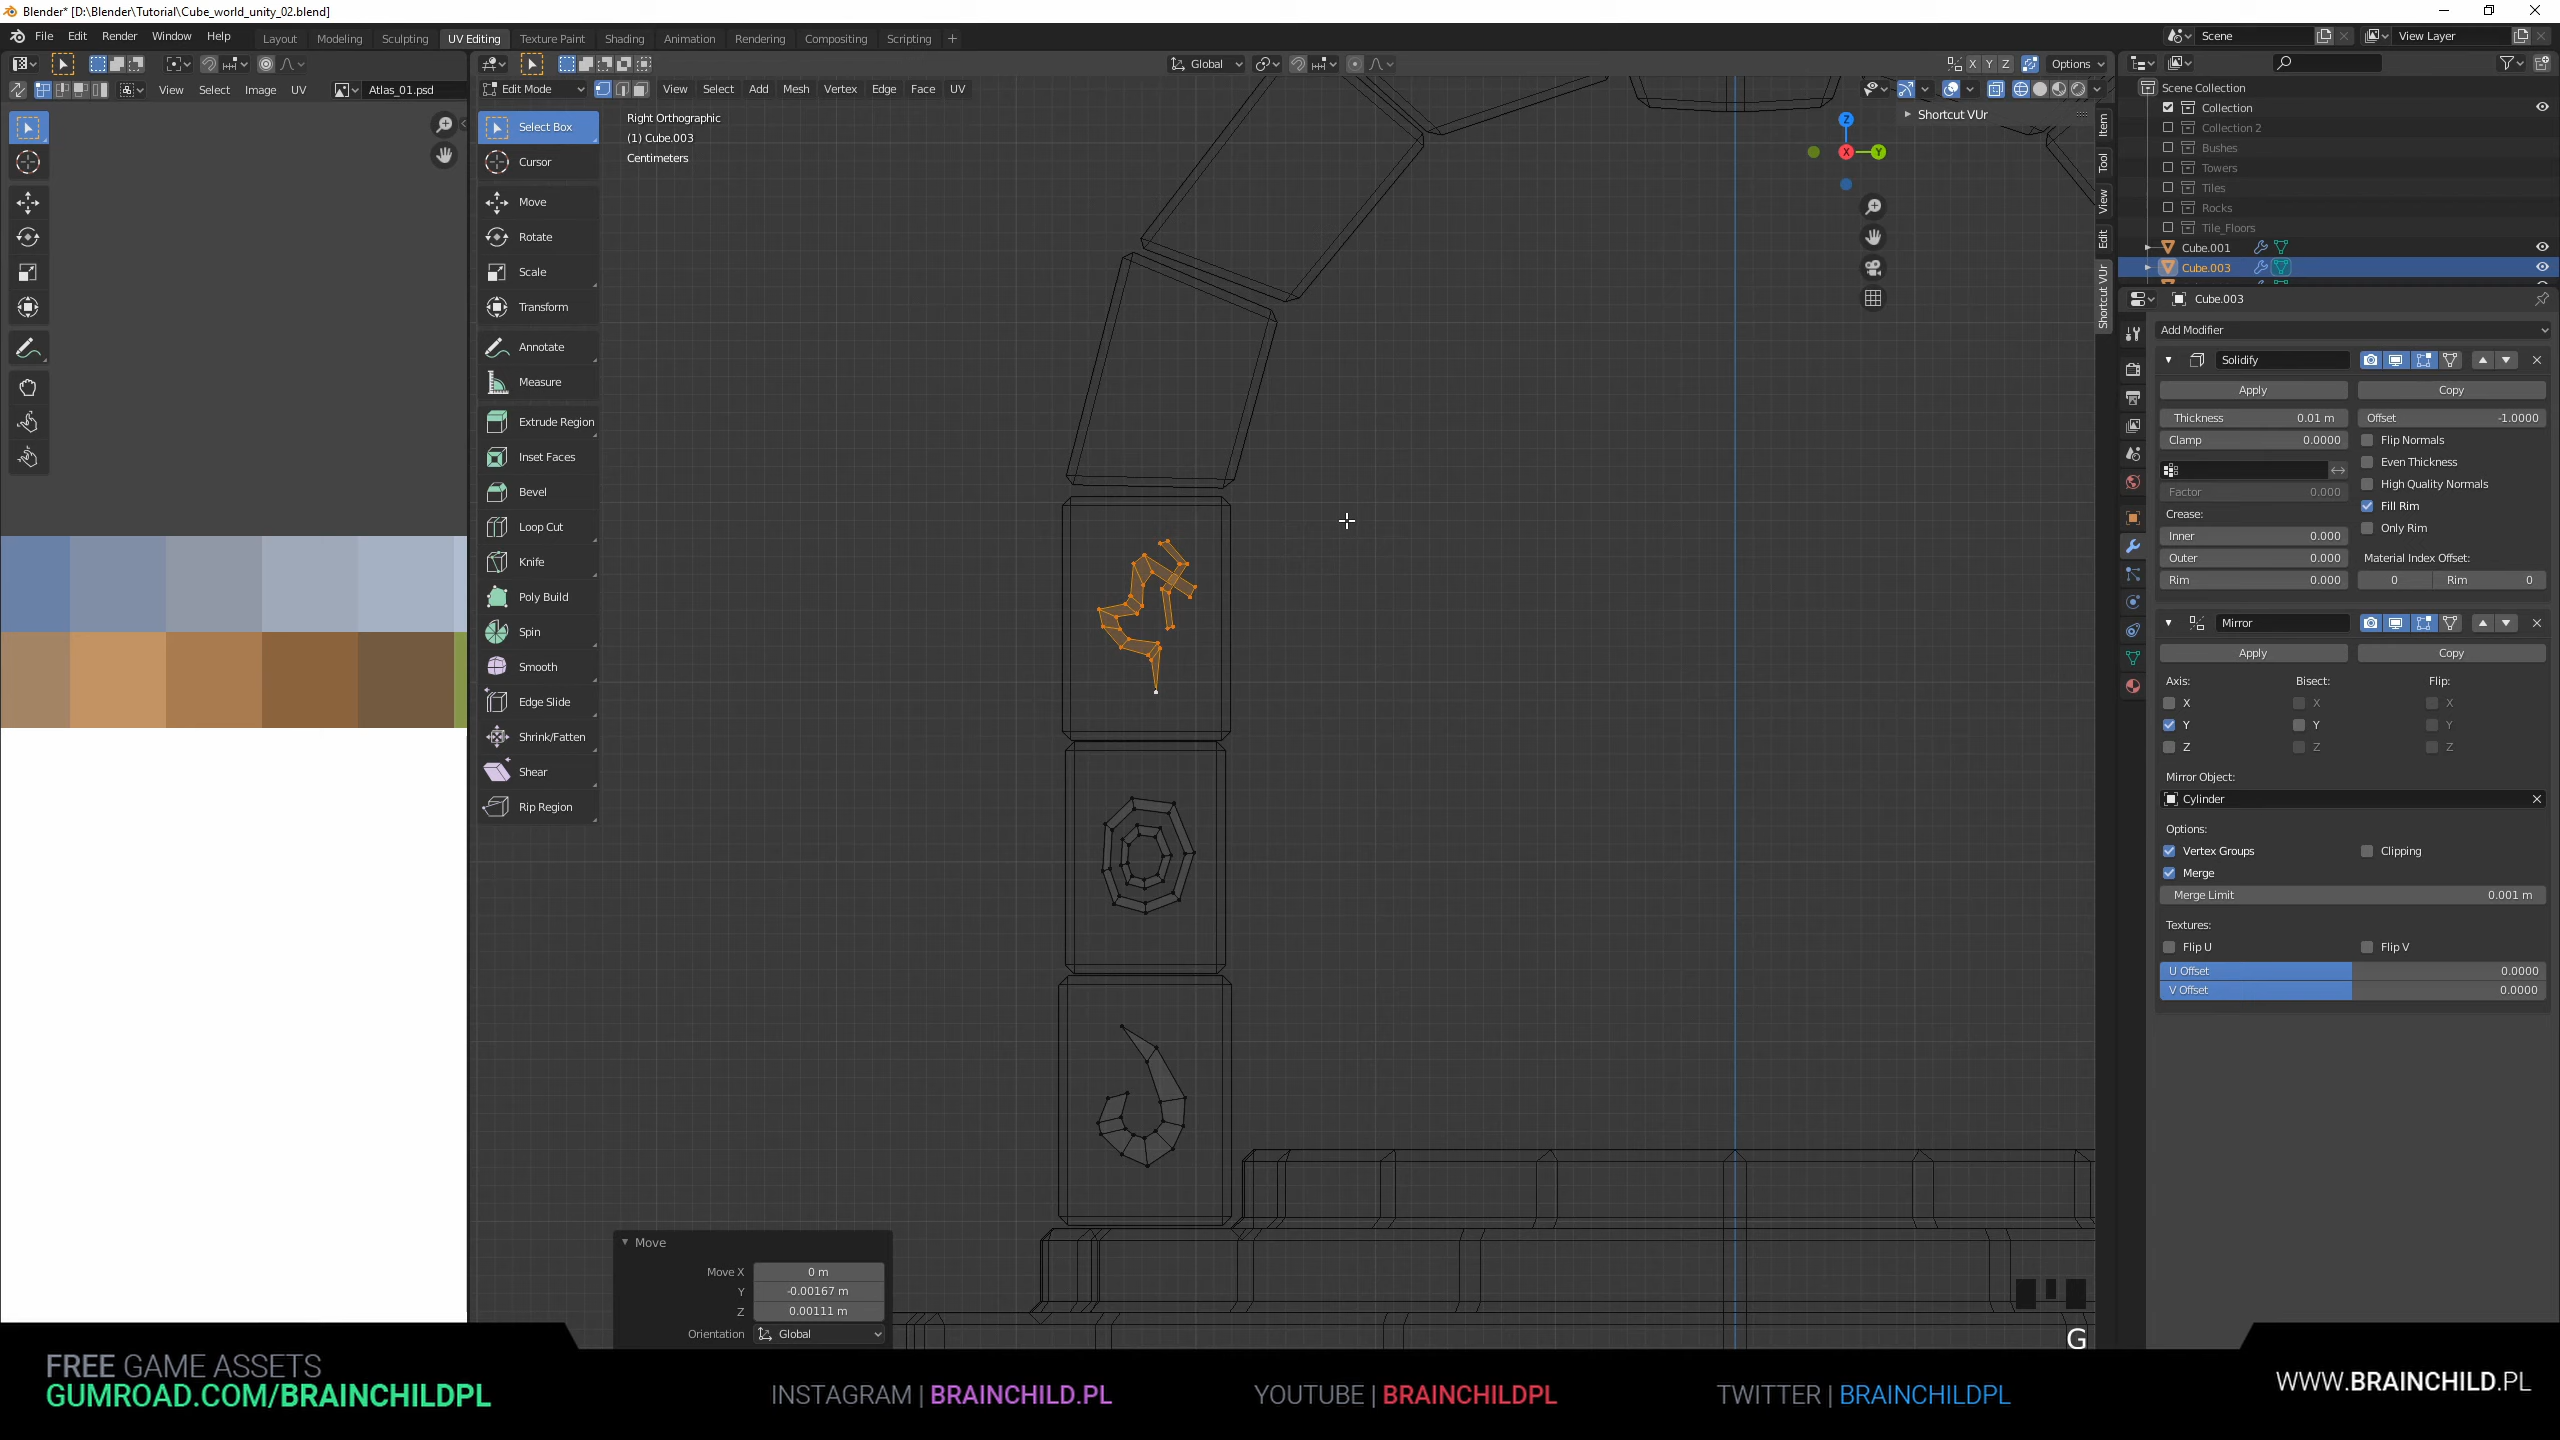 Blender* [D:\Blender\Tutorial\Cube_world_unity_02.blend]
File Edit Render Window Help Layout Modeling Sculpting UV Editing Texture Paint Shading Animation Rendering Compositing Scripting + Scene View Layer
Global X Y Z Options
View Select Image UV Atlas_01.psd Edit Mode View Select Add Mesh Vertex Edge Face UV
Right Orthographic
(1) Cube.003
Centimeters
Shortcut VUr
Z
X
Y
Select Box
Cursor
Move
Rotate
Scale
Transform
Annotate
Measure
Extrude Region
Inset Faces
Bevel
Loop Cut
Knife
Poly Build
Spin
Smooth
Edge Slide
Shrink/Fatten
Shear
Rip Region
Item
Tool
View
Edit
Shortcut VUr
Scene Collection
Collection
Collection 2
Bushes
Towers
Tiles
Rocks
Tile_Floors
Cube.001
Cube.003
Cube.003
Add Modifier
Solidify
Apply Copy
Thickness 0.01 m Offset -1.0000
Clamp 0.0000 Flip Normals
Even Thickness
High Quality Normals
Factor 0.000
Crease: Fill Rim
Only Rim
Inner 0.000
Outer 0.000 Material Index Offset:
Rim 0.000 0 Rim 0
Mirror
Apply Copy
Axis: Bisect: Flip:
X X X
Y Y Y
Z Z Z
Mirror Object:
Cylinder
Options:
Vertex Groups Clipping
Merge
Merge Limit 0.001 m
Textures:
Flip U Flip V
U Offset 0.0000
V Offset 0.0000
Move
Move X 0 m
Y -0.00167 m
Z 0.00111 m
Orientation Global
G
FREE GAME ASSETS
GUMROAD.COM/BRAINCHILDPL
INSTAGRAM | BRAINCHILD.PL
YOUTUBE | BRAINCHILDPL
TWITTER | BRAINCHILDPL
WWW.BRAINCHILD.PL